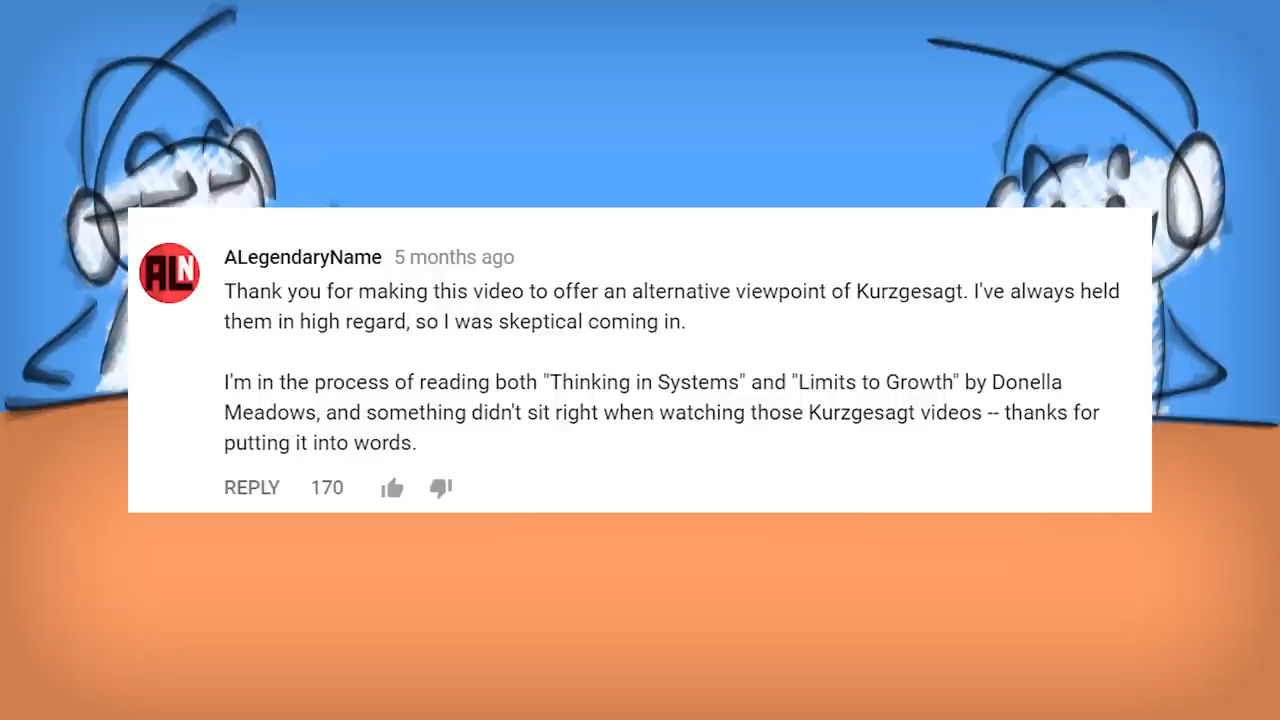 ALN
ALegendaryName 5 months ago
Thank you for making this video to offer an alternative viewpoint of Kurzgesagt. I've always held
them in high regard, so I was skeptical coming in.
I'm in the process of reading both "Thinking in Systems" and "Limits to Growth" by Donella
Meadows, and something didn't sit right when watching those Kurzgesagt videos -- thanks for
putting it into words.
REPLY 170